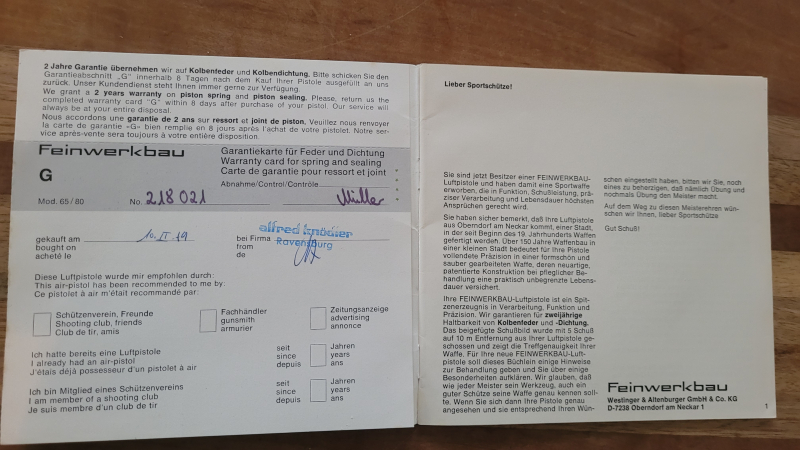 2 Jahre Garantie übernehmen wir auf Kolbenfeder und Kolbendichtung. Bitte schicken Sie den
Garantieabschnitt „G" innerhalb 8 Tagen nach dem Kauf Ihrer Pistole ausgefüllt an uns
zurück. Unser Kundendienst steht Ihnen immer gerne zur Verfügung.
We grant a 2 years warranty on piston spring and piston sealing. Please, return us the
completed warranty card "G" within 8 days after purchase of your pistol. Our service will
always be at your entire disposal.
Nous accordons une garantie de 2 ans sur ressort et joint de piston. Veuillez nous renvoyer
la carte de garantie «G» bien remplie en 8 jours après l'achat de votre pistolet. Notre ser-
vice après-vente sera toujours à votre entière disposition.
Feinwerkbau
G
Mod. 65/80
Garantiekarte für Feder und Dichtung
Warranty card for spring and sealing
Carte de garantie pour ressort et joint
Abnahme/Control/Contrôle
No. 218021
Müller
gekauft am
bought on
acheté le
bei Firma
from
de
Ravensburg
Diese Luftpistole wurde mir empfohlen durch:
This air-pistol has been recommended to me by:
Ce pistolet à air m'était recommandé par:
Schützenverein, Freunde
Shooting club, friends
Club de tir, amis
Fachhändler
gunsmith
armurier
Zeitungsanzeige
advertising
annonce
Ich hatte bereits eine Luftpistole
I already had an air-pistol
J'étais déjà possesseur d'un pistolet à air
seit
since
depuis
Jahren
years
ans
Ich bin Mitglied eines Schützenvereins
I am member of a shooting club
Je suis membre d'un club de tir
seit
since
depuis
Jahren
years
ans
Lieber Sportschütze!
Sie sind jetzt Besitzer einer FEINWERKBAU-
Luftpistole und haben damit eine Sportwaffe
erworben, die in Funktion, Schußleistung, prä-
ziser Verarbeitung und Lebensdauer höchsten
Ansprüchen gerecht wird.
Sie haben sicher bemerkt, daß Ihre Luftpistole
aus Oberndorf am Neckar kommt, einer Stadt,
in der seit Beginn des 19. Jahrhunderts Waffen
gefertigt werden. Über 150 Jahre Waffenbau in
einer kleinen Stadt bedeutet für Ihre Pistole
vollendete Präzision in einer formschön und
sauber gearbeiteten Waffe, deren neuartige,
patentierte Konstruktion bei pfleglicher Be-
handlung eine praktisch unbegrenzte Lebens-
dauer versichert.
Ihre FEINWERKBAU-Luftpistole ist ein Spit-
zenerzeugnis in Verarbeitung, Funktion und
Präzision. Wir garantieren für zweijährige
Haltbarkeit von Kolbenfeder und -Dichtung.
Das beigefügte Schußbild wurde mit 5 Schuß
auf 10 m Entfernung aus Ihrer Luftpistole ge-
schossen und zeigt die Treffgenauigkeit Ihrer
Waffe. Für Ihre neue FEINWERKBAU-Luft-
pistole soll dieses Büchlein einige Hinweise
zur Behandlung geben und Sie über einige
Besonderheiten aufklären. Wir glauben, daß
wie jeder Meister sein Werkzeug, auch ein
guter Schütze seine Waffe genau kennen soll-
te. Wenn Sie sich dann Ihre Pistole genau
angesehen und sie entsprechend Ihren Wün-
schen eingestellt haben, bitten wir Sie, noch
eines zu beherzigen, daß nämlich Übung und
nochmals Übung den Meister macht.
Auf dem Weg zu diesen Meisterehren wün-
schen wir Ihnen, lieber Sportschütze
Gut Schuß!
Feinwerkbau
Westinger & Altenburger GmbH & Co. KG
D-7238 Oberndorf am Neckar 1
1